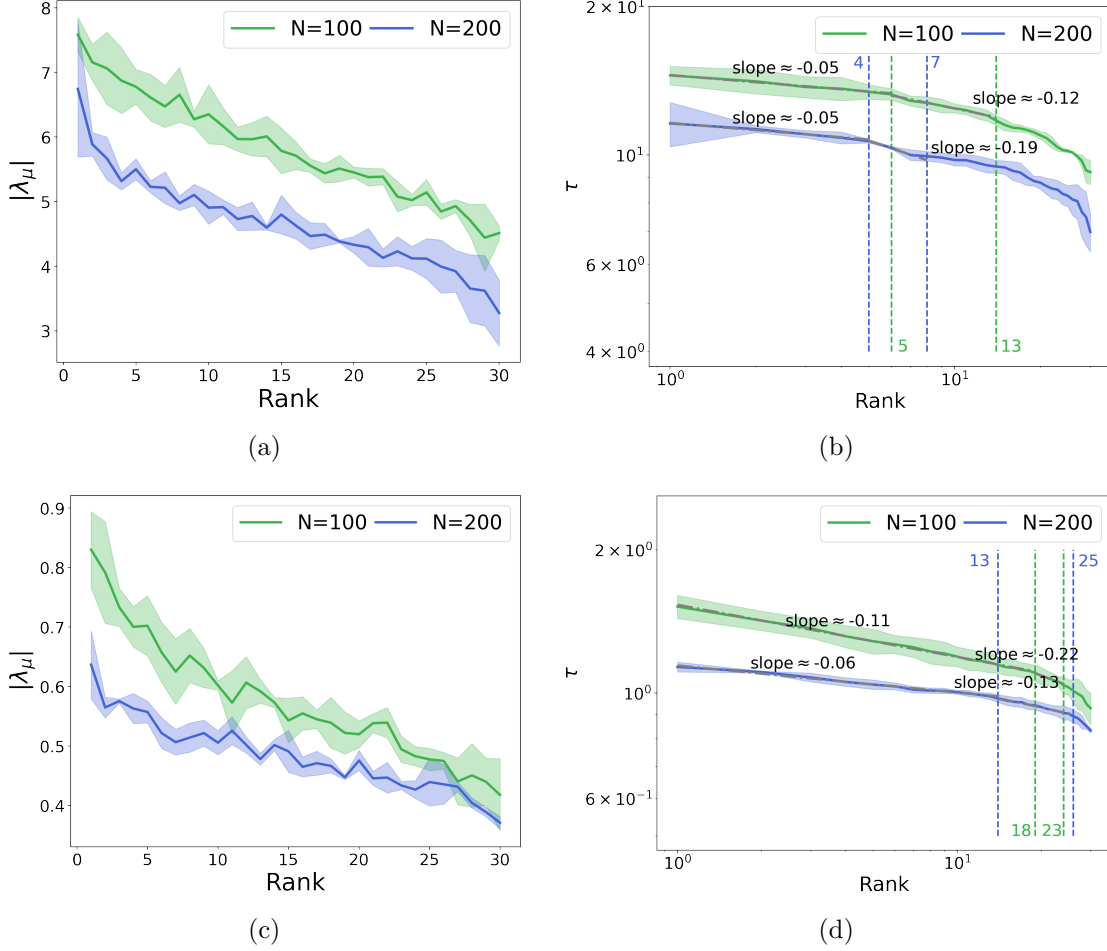 N=100 N=200
8
7
6
5
4
3
|λμ|
0 5 10 15 20 25 30
Rank
(a)
N=100 N=200
2 × 10¹
10¹
6 × 10⁰
4 × 10⁰
τ
4 7
slope ≈ -0.05
slope ≈ -0.12
slope ≈ -0.05
slope ≈ -0.19
5 13
10⁰ 10¹
Rank
(b)
N=100 N=200
0.9
0.8
0.7
0.6
0.5
0.4
|λμ|
0 5 10 15 20 25 30
Rank
(c)
N=100 N=200
2 × 10⁰
10⁰
6 × 10⁻¹
τ
13 25
slope ≈ -0.11
slope ≈ -0.22
slope ≈ -0.06
slope ≈ -0.13
18 23
10⁰ 10¹
Rank
(d)